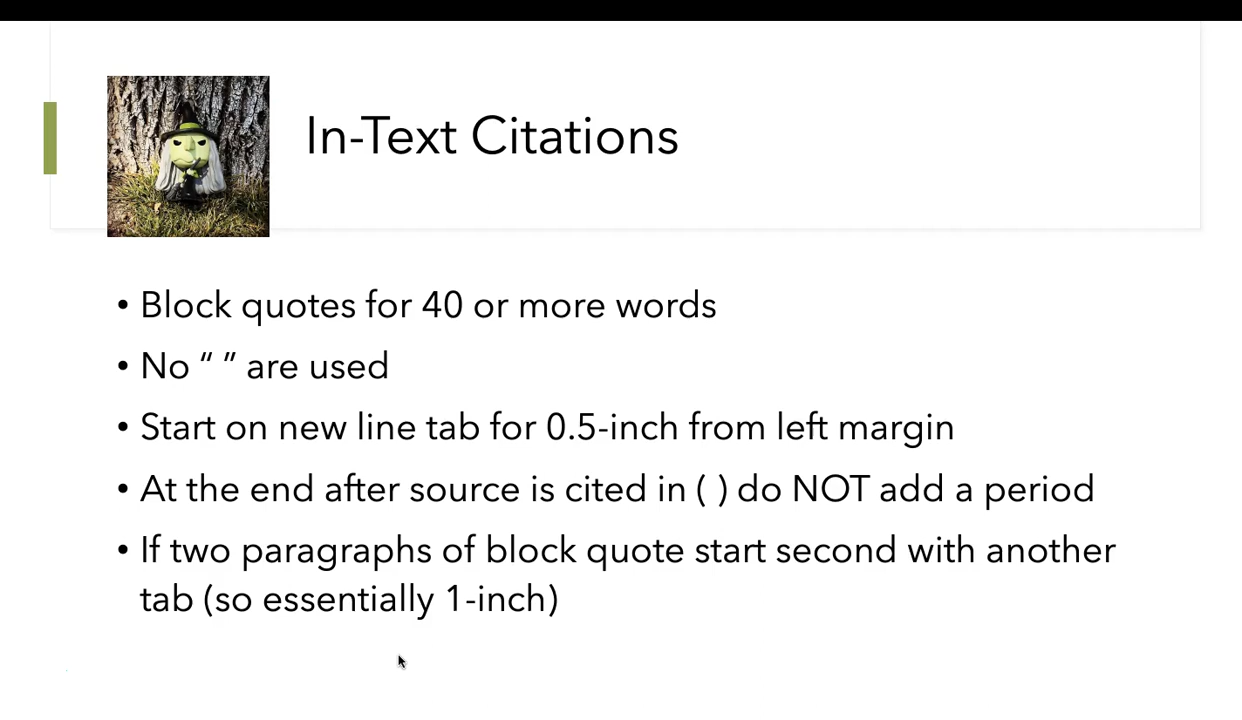 In-Text Citations
• Block quotes for 40 or more words
• No “ ” are used
• Start on new line tab for 0.5-inch from left margin
• At the end after source is cited in ( ) do NOT add a period
• If two paragraphs of block quote start second with another
tab (so essentially 1-inch)